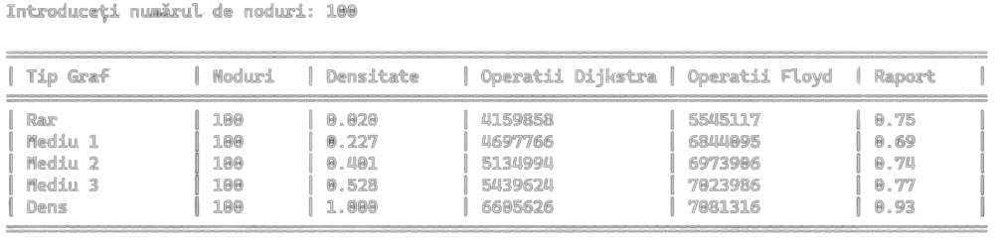 Introduceți numărul de noduri: 100
| Tip Graf | Noduri | Densitate | Operatii Dijkstra | Operatii Floyd | Raport |
| Rar | 100 | 0.020 | 4159858 | 5545117 | 0.75 |
| Mediu 1 | 100 | 0.227 | 4697766 | 6844095 | 0.69 |
| Mediu 2 | 100 | 0.401 | 5134994 | 6973906 | 0.74 |
| Mediu 3 | 100 | 0.528 | 5439624 | 7023986 | 0.77 |
| Dens | 100 | 1.000 | 6605626 | 7081316 | 0.93 |